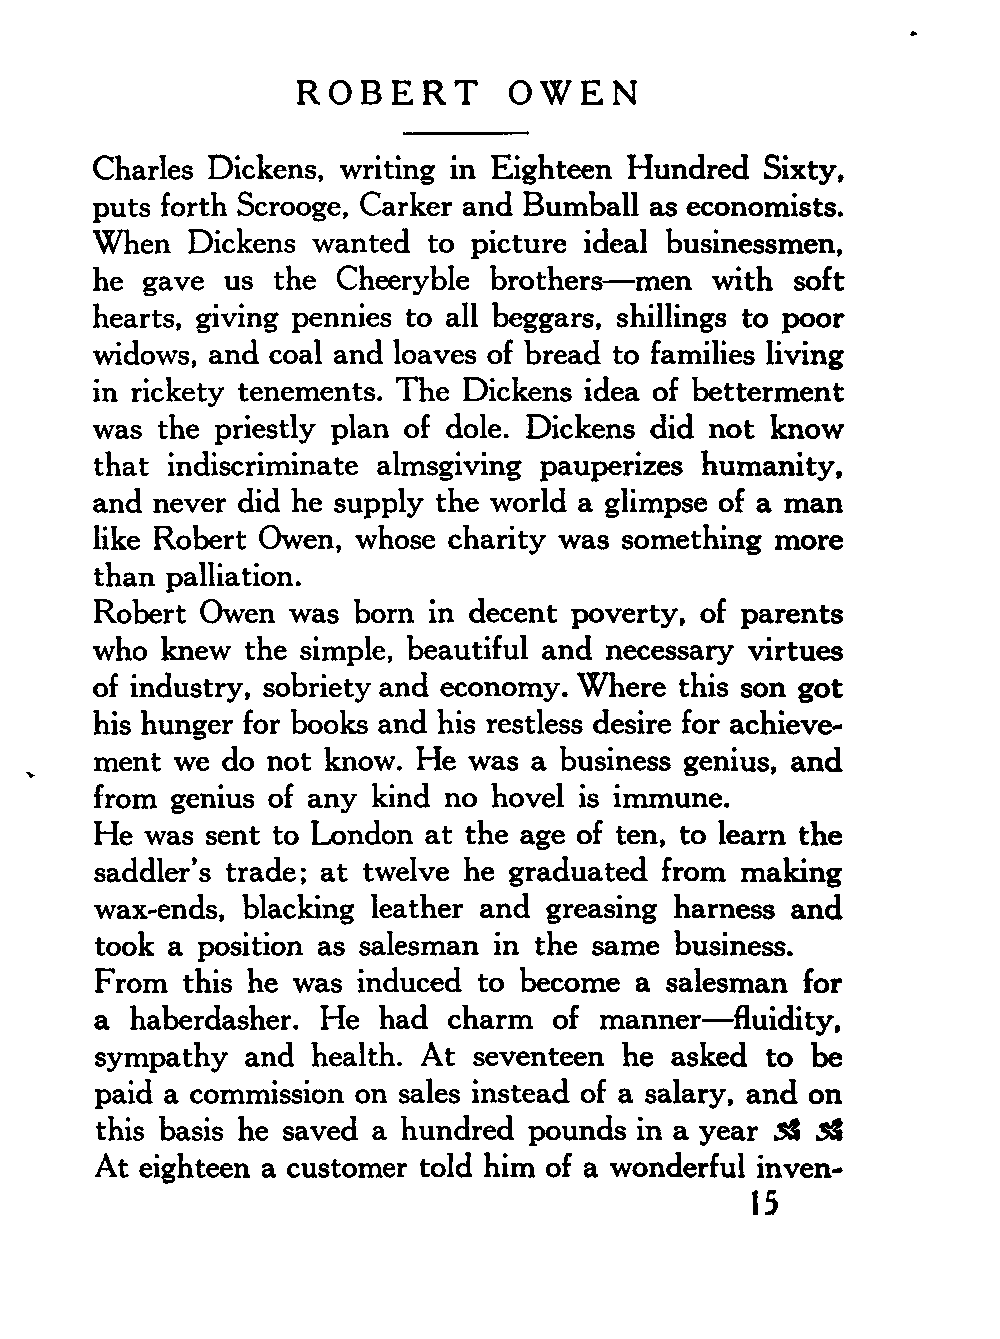 ROBERT OWEN
Charles Dickens, writing in Eighteen Hundred Sixty,
puts forth Scrooge, Carker and Bumball as economists.
When Dickens wanted to picture ideal businessmen,
he gave us the Cheeryble brothers—men with soft
hearts, giving pennies to all beggars, shillings to poor
widows, and coal and loaves of bread to families living
in rickety tenements. The Dickens idea of betterment
was the priestly plan of dole. Dickens did not know
that indiscriminate almsgiving pauperizes humanity,
and never did he supply the world a glimpse of a man
like Robert Owen, whose charity was something more
than palliation.
Robert Owen was born in decent poverty, of parents
who knew the simple, beautiful and necessary virtues
of industry, sobriety and economy. Where this son got
his hunger for books and his restless desire for achieve-
ment we do not know. He was a business genius, and
from genius of any kind no hovel is immune.
He was sent to London at the age of ten, to learn the
saddler's trade; at twelve he graduated from making
wax-ends, blacking leather and greasing harness and
took a position as salesman in the same business.
From this he was induced to become a salesman for
a haberdasher. He had charm of manner—fluidity,
sympathy and health. At seventeen he asked to be
paid a commission on sales instead of a salary, and on
this basis he saved a hundred pounds in a year
At eighteen a customer told him of a wonderful inven-
15